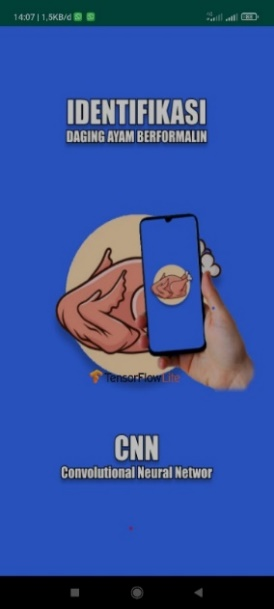 14:07 | 1,5KB/d
IDENTIFIKASI
DAGING AYAM BERFORMALIN
TensorFlow Lite
CNN
Convolutional Neural Networ